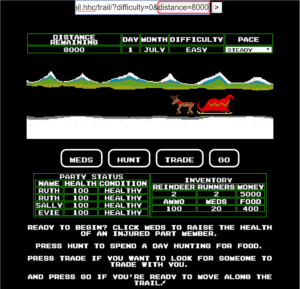 ail.hhc/trail/?difficulty=0&distance=8000 >
DISTANCE REMAINING DAY MONTH DIFFICULTY PACE
8000 1 JULY EASY STEADY
MEDS HUNT TRADE GO
PARTY STATUS
NAME HEALTH CONDITION
RUTH 100 HEALTHY
RUTH 100 HEALTHY
SALLY 100 HEALTHY
EVIE 100 HEALTHY
INVENTORY
REINDEER RUNNERS MONEY
2 2 5000
AMMO MEDS FOOD
100 20 400
READY TO BEGIN? CLICK MEDS TO RAISE THE HEALTH
OF AN INJURED PART MEMBER.
PRESS HUNT TO SPEND A DAY HUNTING FOR FOOD.
PRESS TRADE IF YOU WANT TO LOOK FOR SOMEONE TO
TRADE WITH YOU.
AND PRESS GO IF YOU'RE READY TO MOVE ALONG THE
TRAIL!